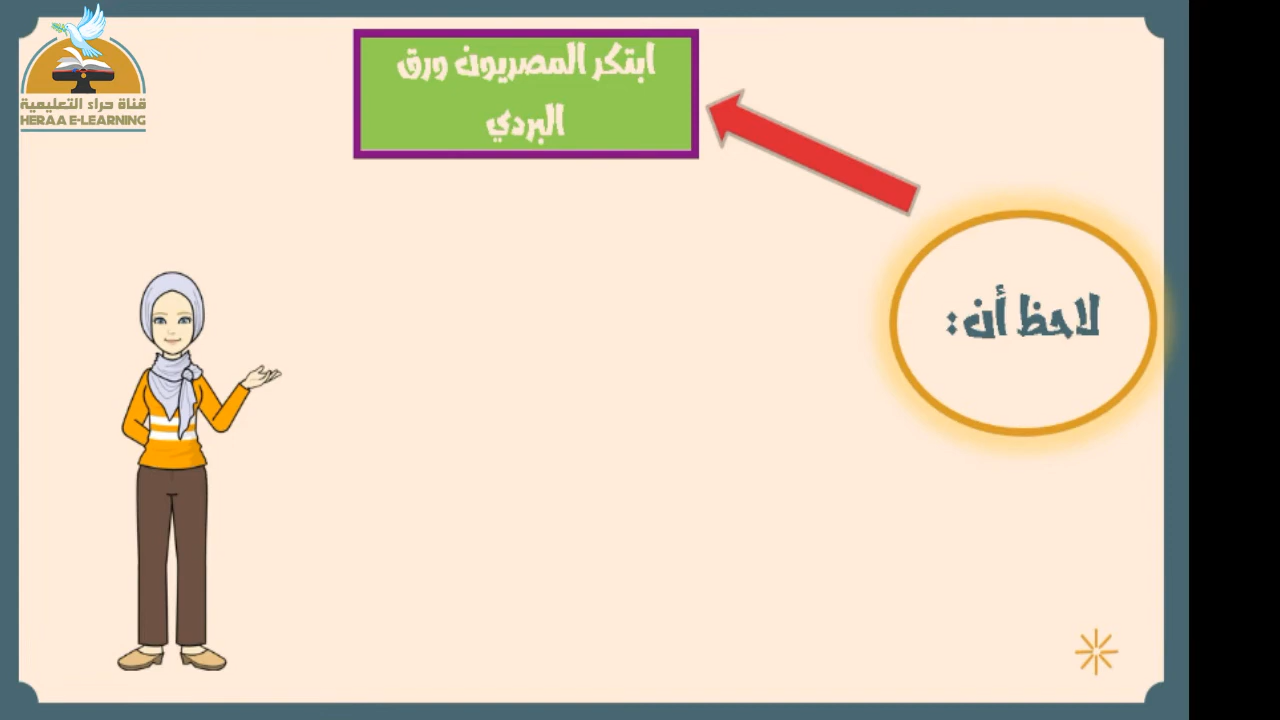 قناة حراء التعليمية
HERAA E-LEARNING
ابتكر المصريون ورق
البردي
لاحظ أن: